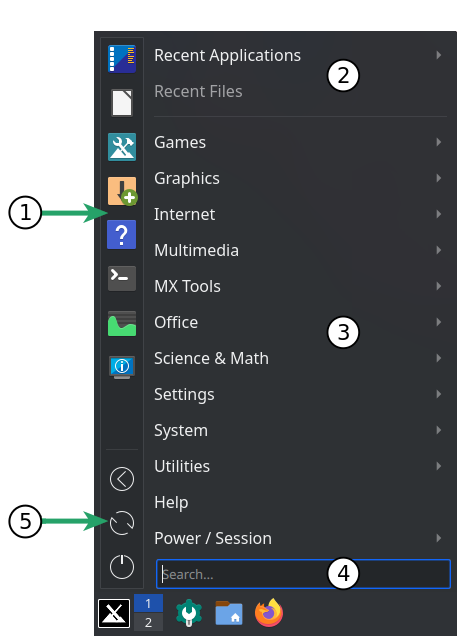 Recent Applications
2
Recent Files
Games
Graphics
1
Internet
?
Multimedia
>-
MX Tools
Office
3
Science & Math
i
Settings
System
Utilities
Help
5
Power / Session
Search...
4
X
1
2